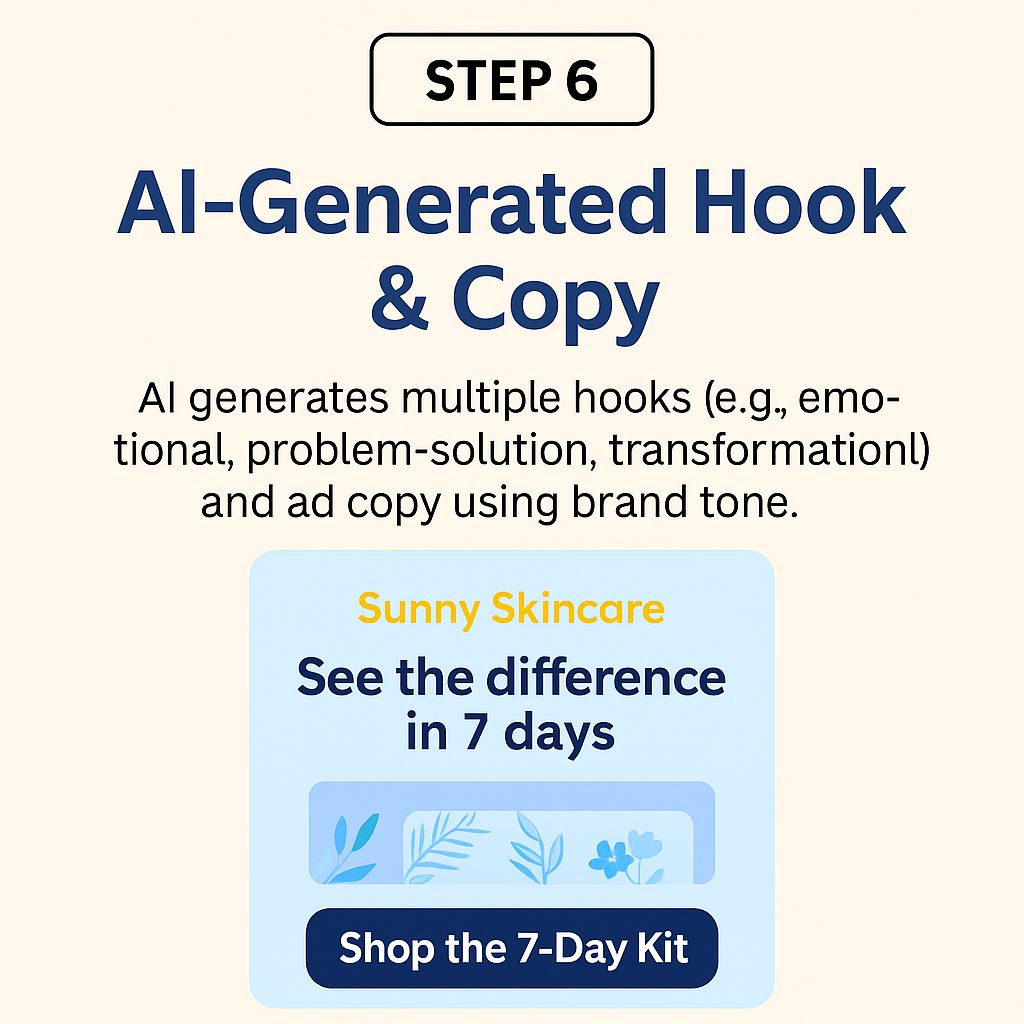 STEP 6
AI-Generated Hook
& Copy
AI generates multiple hooks (e.g., emo-
tional, problem-solution, transformationl)
and ad copy using brand tone.
Sunny Skincare
See the difference
in 7 days
Shop the 7-Day Kit